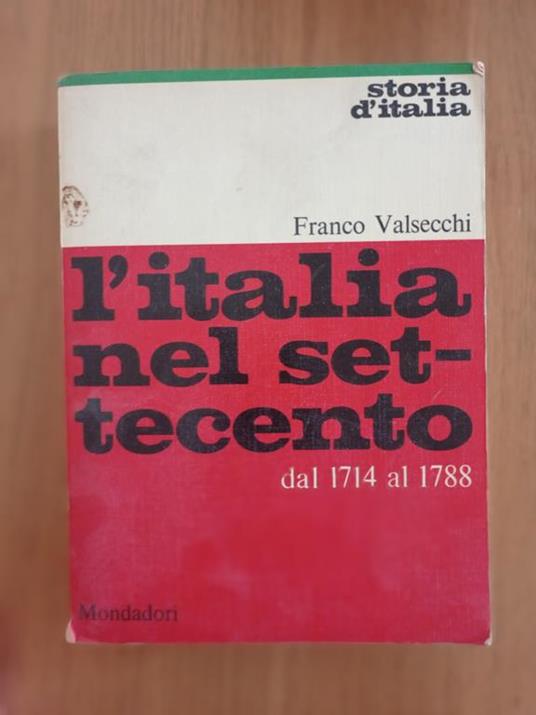 storia
d'italia
Franco Valsecchi
l'italia
nel set-
tecento
dal 1714 al 1788
Mondadori